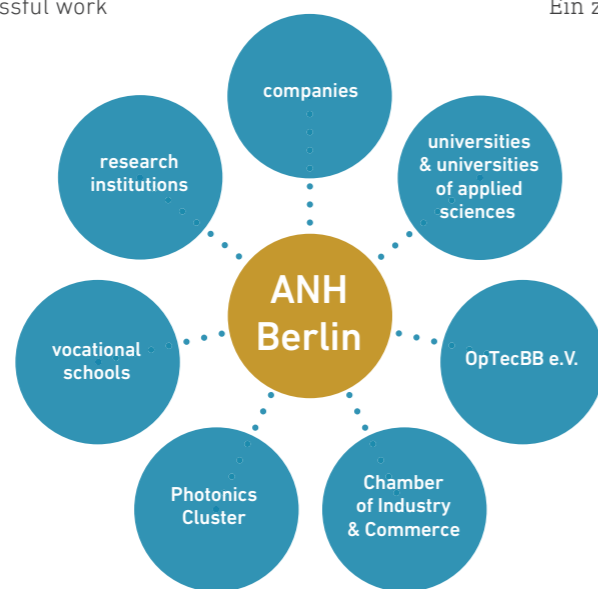 essful work
Ein z
companies
universities
& universities
of applied
sciences
research
institutions
ANH
Berlin
vocational
schools
OpTecBB e.V.
Photonics
Cluster
Chamber
of Industry
& Commerce